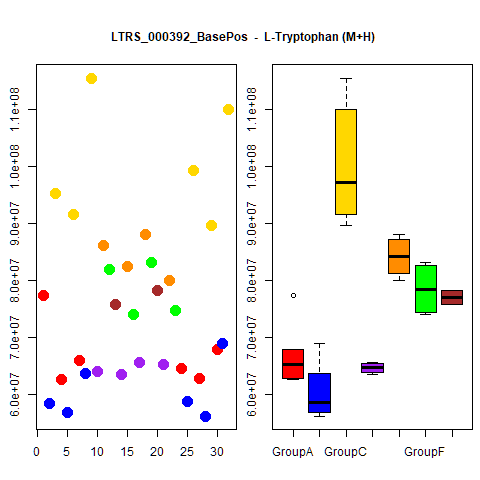 LTRS_000392_BasePos - L-Tryptophan (M+H)
1.1e+08
1.0e+08
9.0e+07
8.0e+07
7.0e+07
6.0e+07
0 5 10 15 20 25 30
1.1e+08
1.0e+08
9.0e+07
8.0e+07
7.0e+07
6.0e+07
GroupA GroupC GroupF